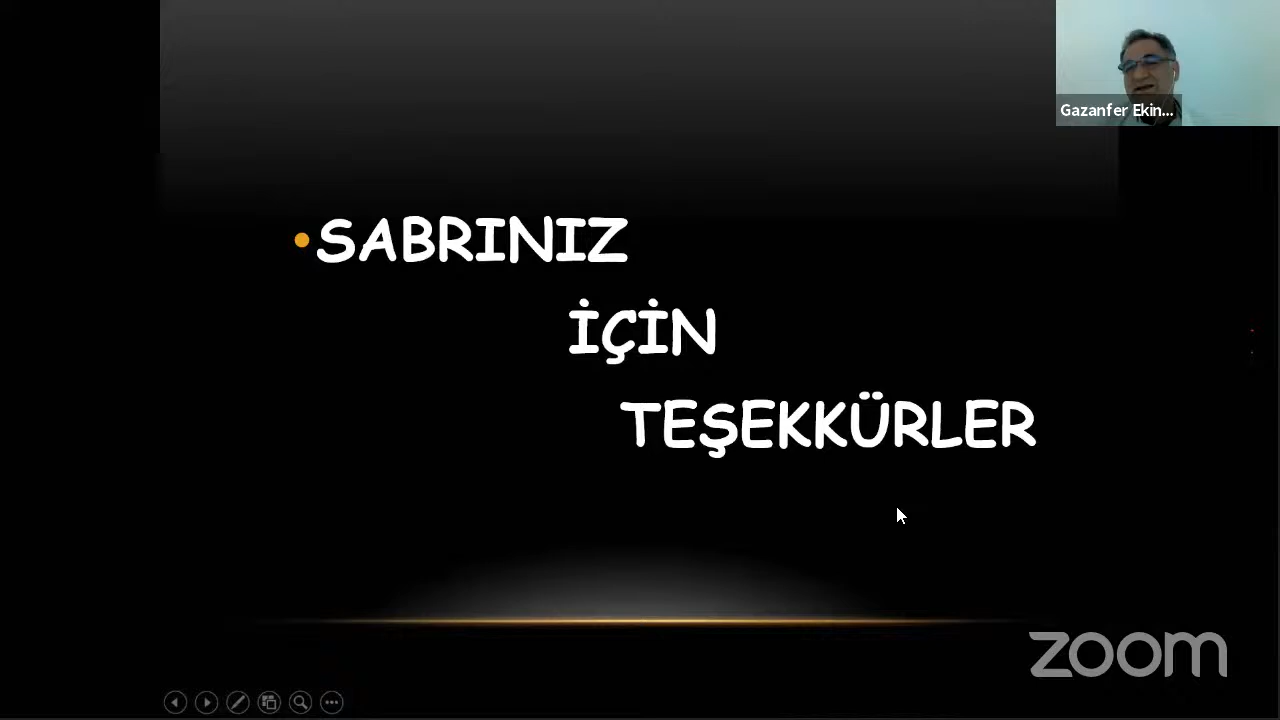 Gazanfer Ekin...
•SABRINIZ
İÇİN
TEŞEKKÜRLER
zoom